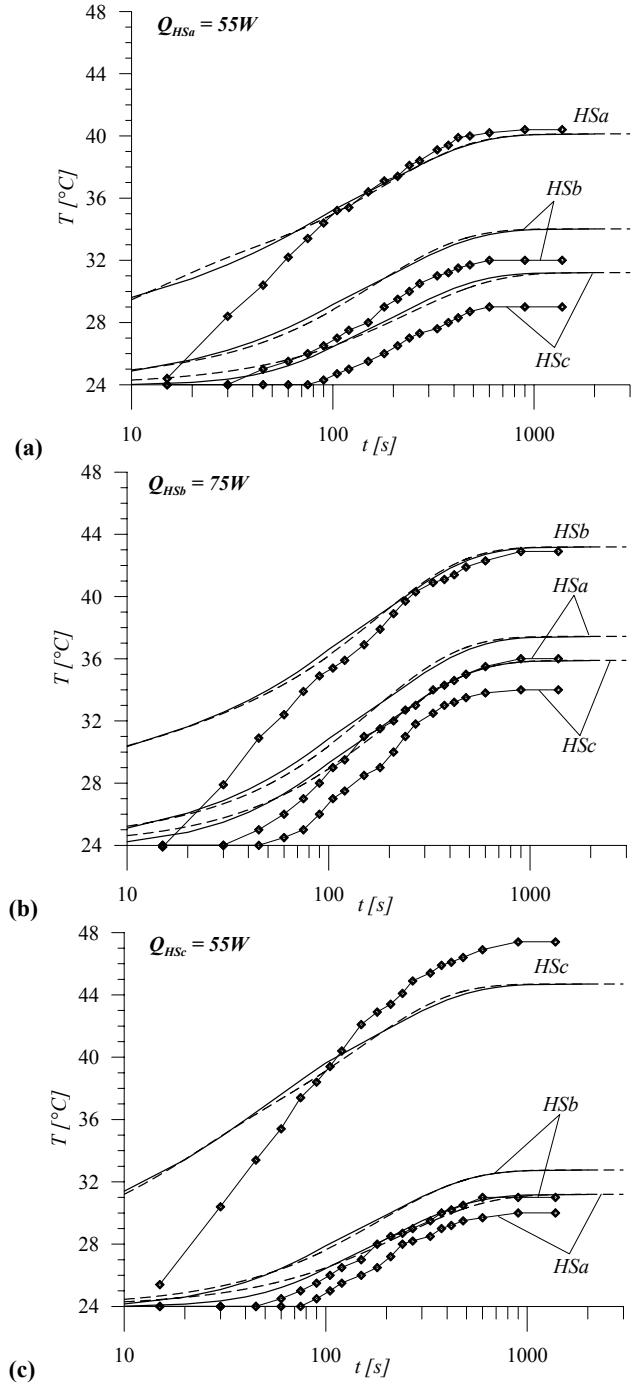 Q_HSa = 55W
48
44
40
36
32
28
24
T [°C]
HSa
HSb
HSc
10
100
1000
t [s]
(a)
Q_HSb = 75W
48
44
40
36
32
28
24
T [°C]
HSb
HSa
HSc
10
100
1000
t [s]
(b)
Q_HSc = 55W
48
44
40
36
32
28
24
T [°C]
HSc
HSb
HSa
10
100
1000
t [s]
(c)